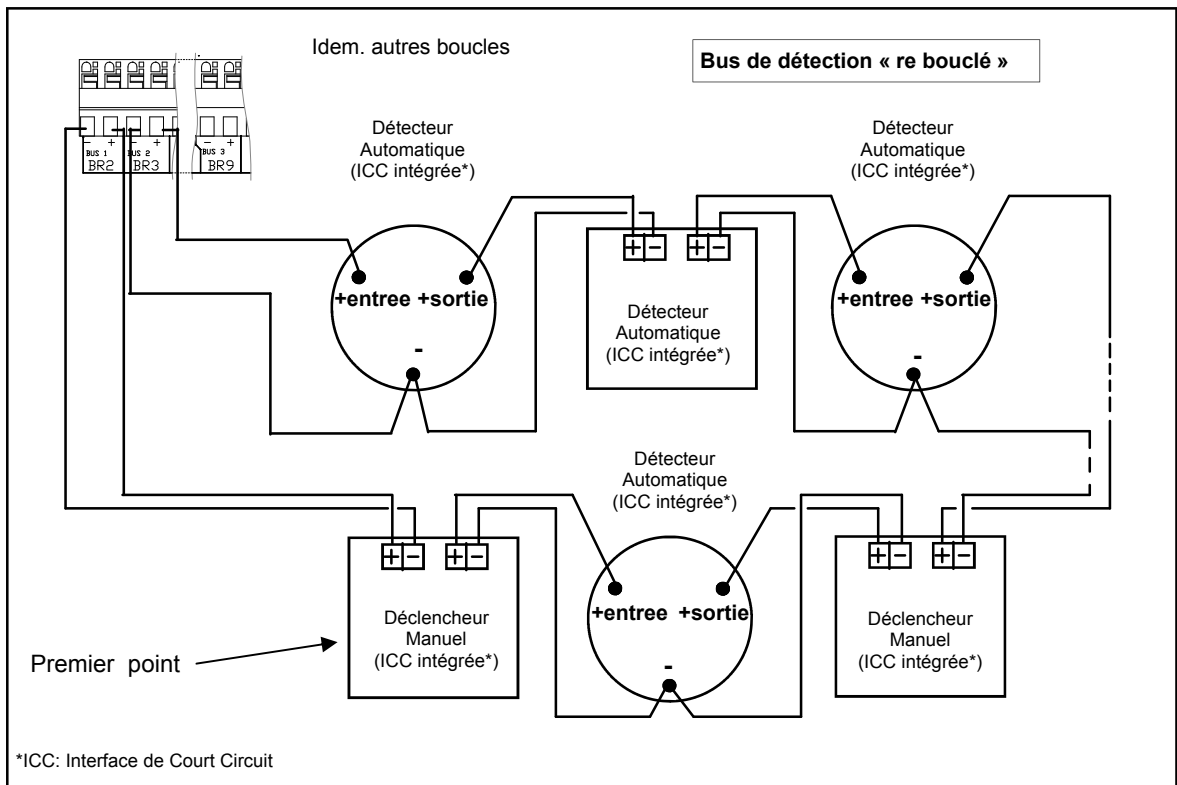 Idem. autres boucles
Bus de détection « re bouclé »
- + - + - +
BUS 1 BUS 2 BUS 3
BR2 BR3 BR9
Détecteur
Automatique
(ICC intégrée*)
Détecteur
Automatique
(ICC intégrée*)
+ - + -
+entree +sortie
-
Détecteur
Automatique
(ICC intégrée*)
+entree +sortie
-
Détecteur
Automatique
(ICC intégrée*)
+ - + -
Déclencheur
Manuel
(ICC intégrée*)
+entree +sortie
-
+ - + -
Déclencheur
Manuel
(ICC intégrée*)
Premier point
*ICC: Interface de Court Circuit